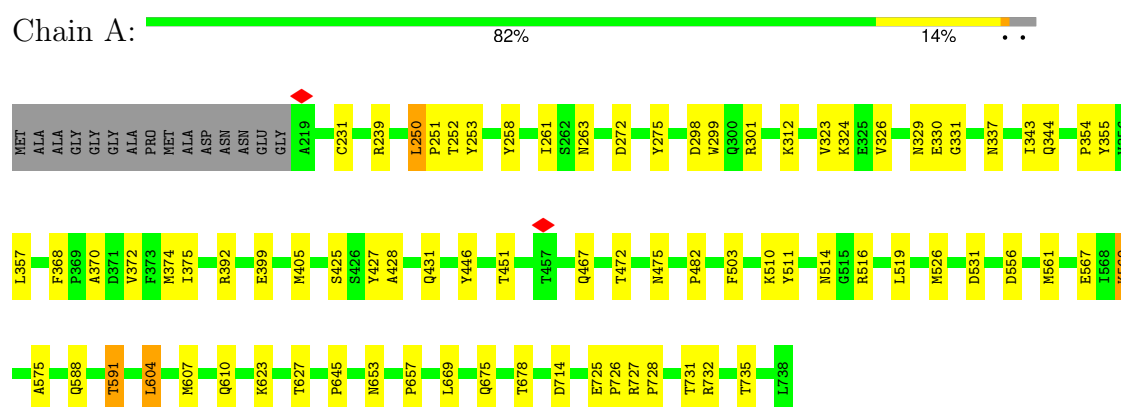 Chain A:
82% 14% • •
MET ALA ALA GLY GLY GLY ALA PRO MET ALA ASP ASN ASN GLU GLY A219 C231 R239 L250 P251 T252 Y253 Y258 I261 S262 N263 D272 Y275 D298 W299 Q300 R301 K312 V323 K324 E325 V326 N329 E330 G331 N337 I343 Q344 P354 Y355
L357 F368 P369 A370 D371 V372 F373 M374 I375 R392 E399 M405 S425 S426 Y427 A428 Q431 Y446 T451 T457 Q467 T472 N475 P482 F503 K510 Y511 N514 G515 R516 L519 M526 D531 D556 M561 E567 I568
A575 Q588 T591 L604 M607 Q610 K623 T627 P645 N653 P657 L669 Q675 T678 D714 E725 P726 R727 P728 T731 R732 T735 L738